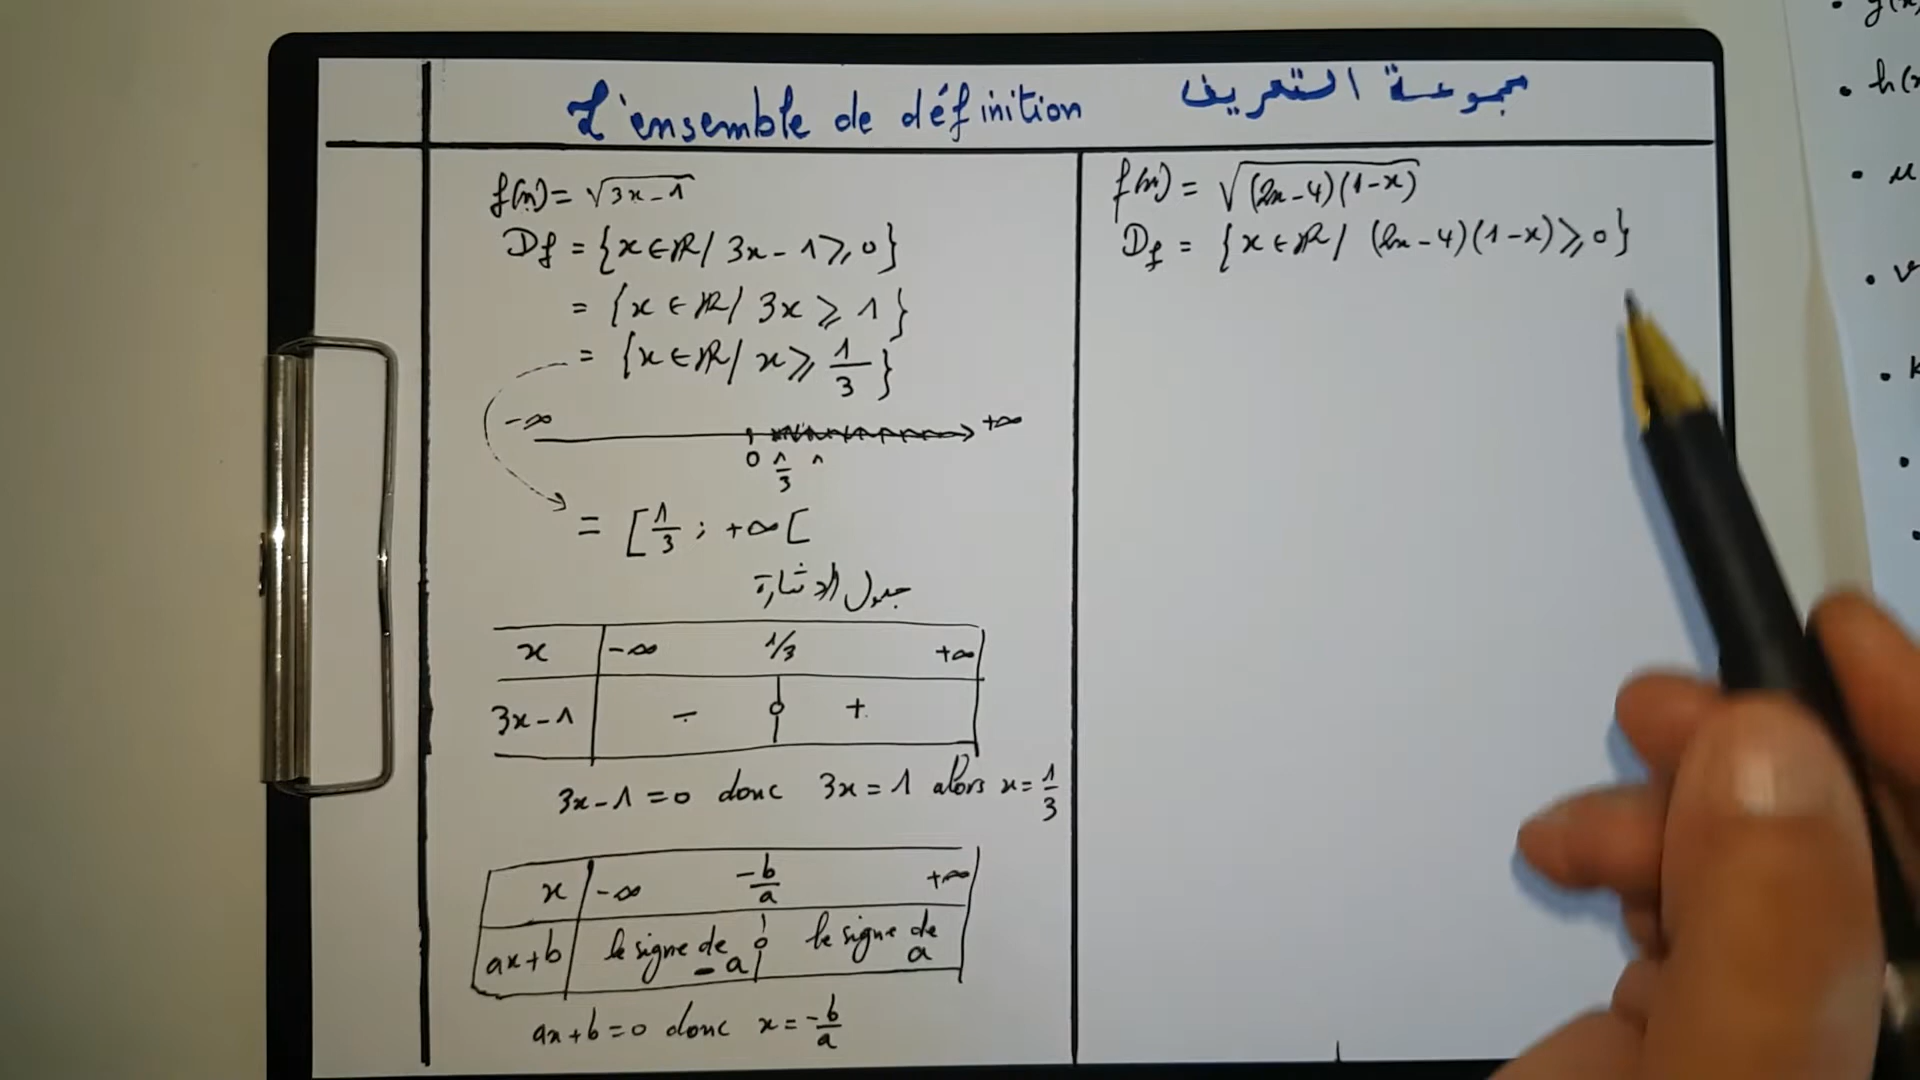 L'ensemble de définition مجموعة التعريف
f(x) = √3x-1
Df = {x∈ℝ/ 3x-1⩾0}
= {x∈ℝ/ 3x ⩾ 1}
= {x∈ℝ/ x⩾ 1/3}
-∞ +∞
0 1/3 1
= [1/3 ; +∞[
جدول الإشارة
x -∞ 1/3 +∞
3x-1 - 0 +
3x-1=0 donc 3x=1 alors x=1/3
x -∞ -b/a +∞
ax+b le signe de -a 0 le signe de a
ax+b=0 donc x=-b/a
f(x) = √(2x-4)(1-x)
Df = {x∈ℝ/ (2x-4)(1-x)⩾0}
• h(x